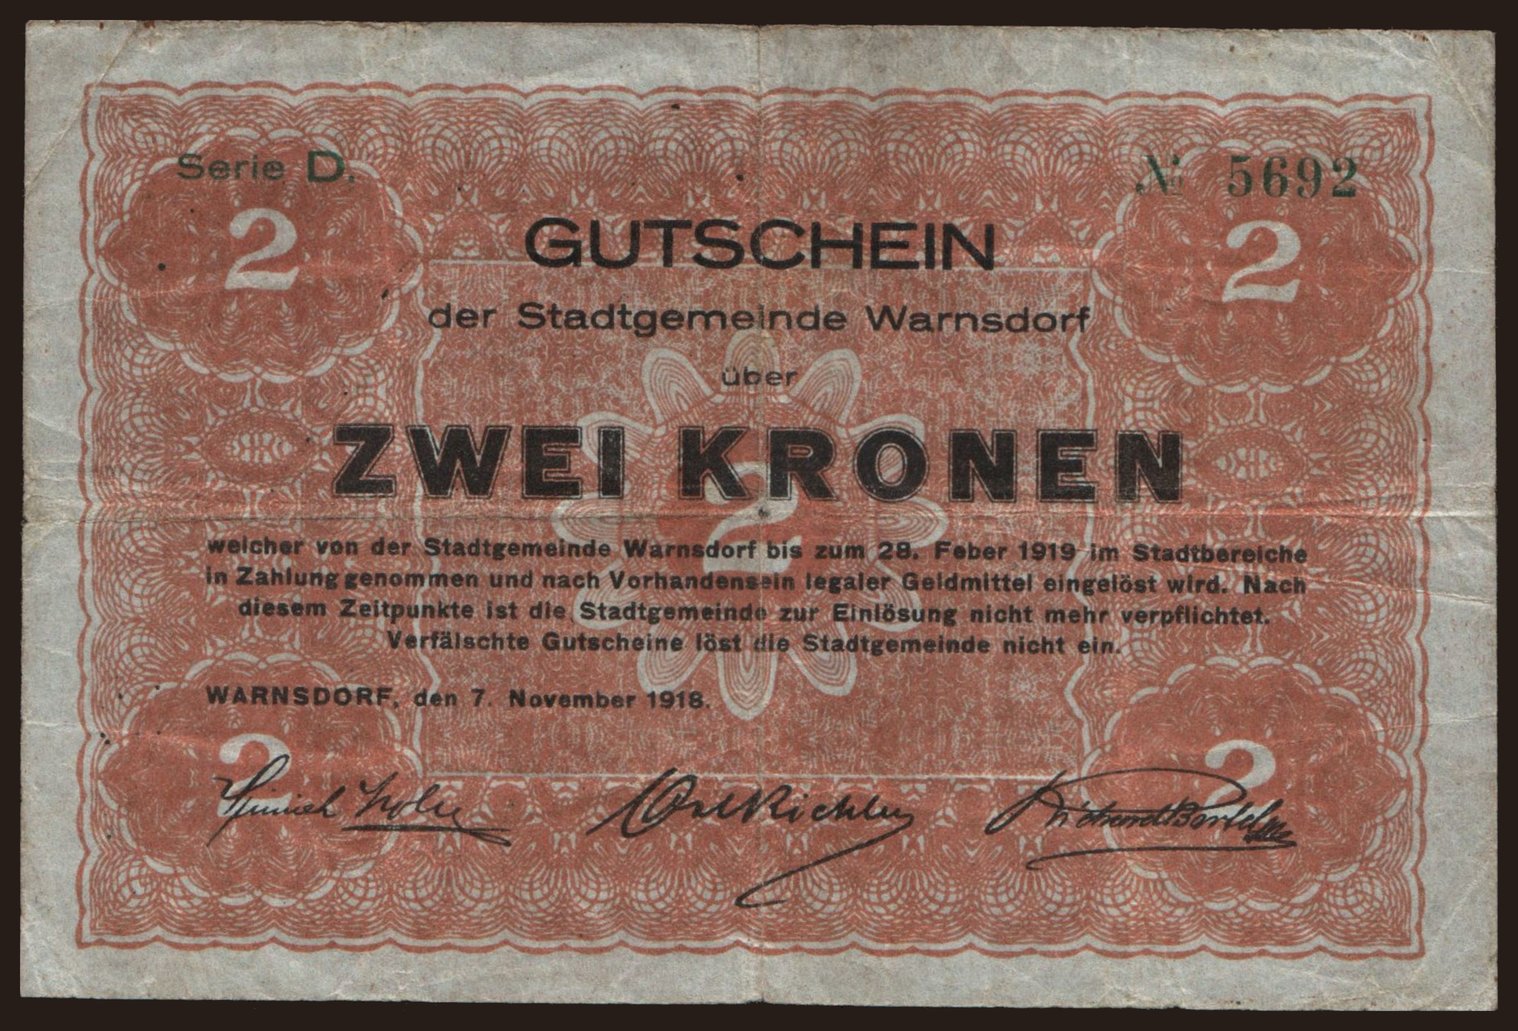 Serie D. № 5692
2 2
GUTSCHEIN
der Stadtgemeinde Warnsdorf
über
ZWEI KRONEN
2
welcher von der Stadtgemeinde Warnsdorf bis zum 28. Feber 1919 im Stadtbereiche
in Zahlung genommen und nach Vorhandensein legaler Geldmittel eingelöst wird. Nach
diesem Zeitpunkte ist die Stadtgemeinde zur Einlösung nicht mehr verpflichtet.
Verfälschte Gutscheine löst die Stadtgemeinde nicht ein.
WARNSDORF, den 7. November 1918.
2 2
Heinrich Richard